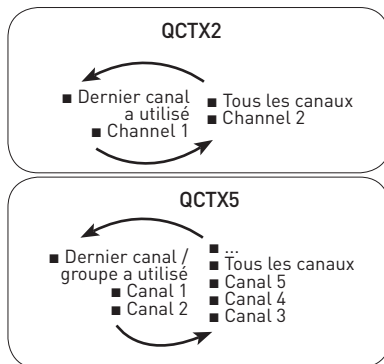 QCTX2
■ Dernier canal
a utilisé
■ Channel 1
■ Tous les canaux
■ Channel 2
QCTX5
■ Dernier canal /
groupe a utilisé
■ Canal 1
■ Canal 2
■ ...
■ Tous les canaux
■ Canal 5
■ Canal 4
■ Canal 3